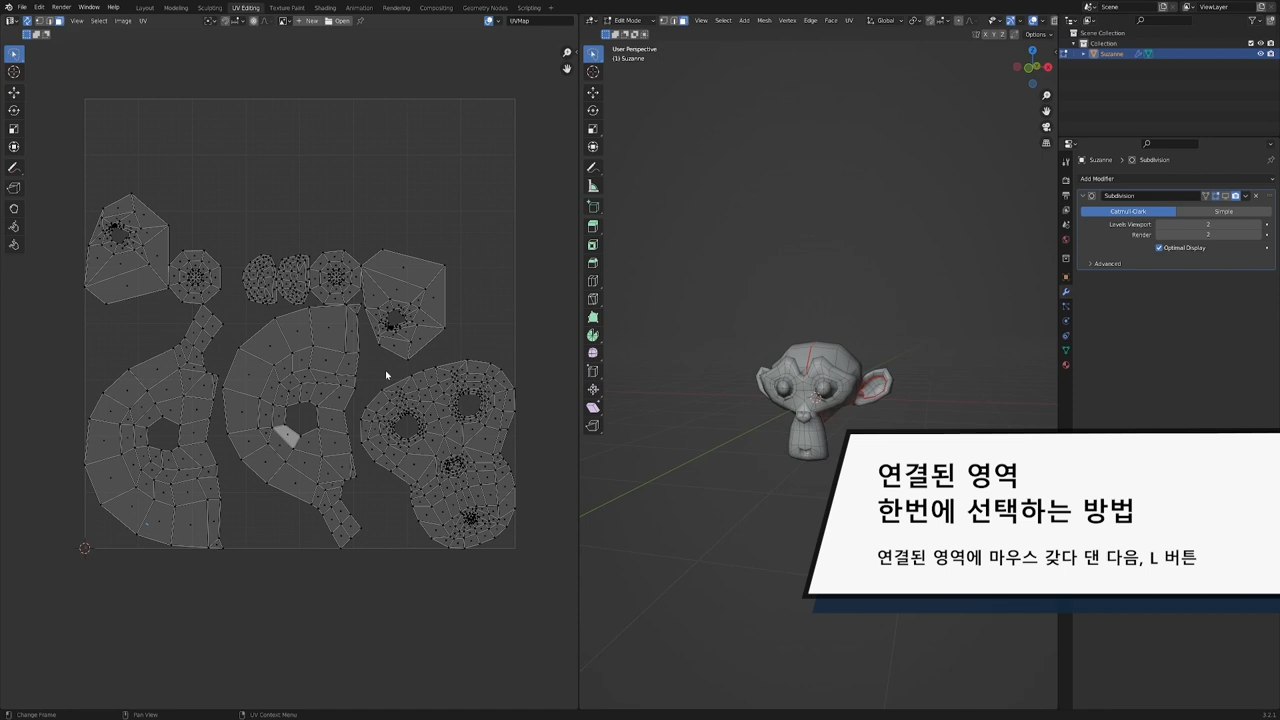 File Edit Render Window Help Layout Modeling Sculpting UV Editing Texture Paint Shading Animation Rendering Compositing Geometry Nodes Scripting
Scene
ViewLayer
View Select Image UV
New
Open
UVMap
Edit Mode
View Select Add Mesh Vertex Edge Face UV
Global
X Y Z
Options
User Perspective
(1) Suzanne
Scene Collection
Collection
Suzanne
Suzanne
Subdivision
Add Modifier
Subdivision
Catmull-Clark
Simple
Levels Viewport 2
Render 2
Optimal Display
Advanced
연결된 영역
한번에 선택하는 방법
연결된 영역에 마우스 갖다 댄 다음, L 버튼
Change Frame
Pan View
UV Context Menu
3.2.1